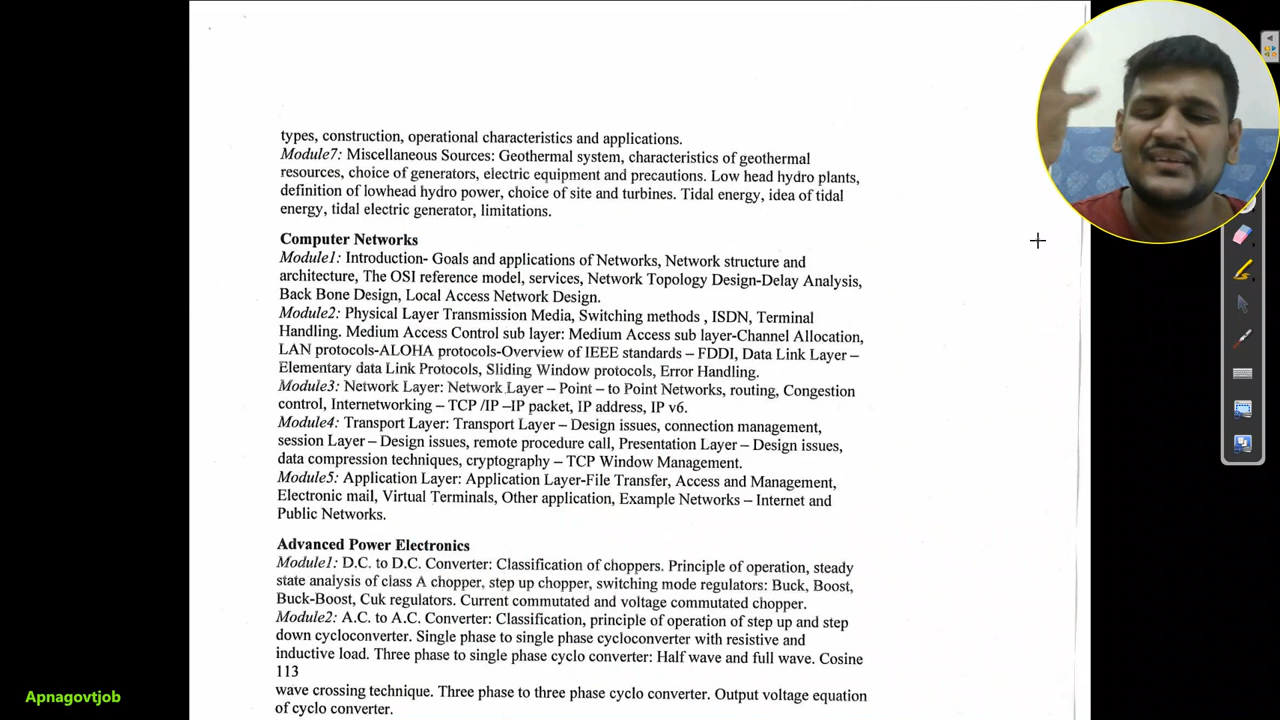 types, construction, operational characteristics and applications.
Module7: Miscellaneous Sources: Geothermal system, characteristics of geothermal
resources, choice of generators, electric equipment and precautions. Low head hydro plants,
definition of lowhead hydro power, choice of site and turbines. Tidal energy, idea of tidal
energy, tidal electric generator, limitations.
Computer Networks
Module1: Introduction- Goals and applications of Networks, Network structure and
architecture, The OSI reference model, services, Network Topology Design-Delay Analysis,
Back Bone Design, Local Access Network Design.
Module2: Physical Layer Transmission Media, Switching methods , ISDN, Terminal
Handling. Medium Access Control sub layer: Medium Access sub layer-Channel Allocation,
LAN protocols-ALOHA protocols-Overview of IEEE standards – FDDI, Data Link Layer –
Elementary data Link Protocols, Sliding Window protocols, Error Handling.
Module3: Network Layer: Network Layer – Point – to Point Networks, routing, Congestion
control, Internetworking – TCP /IP –IP packet, IP address, IP v6.
Module4: Transport Layer: Transport Layer – Design issues, connection management,
session Layer – Design issues, remote procedure call, Presentation Layer – Design issues,
data compression techniques, cryptography – TCP Window Management.
Module5: Application Layer: Application Layer-File Transfer, Access and Management,
Electronic mail, Virtual Terminals, Other application, Example Networks – Internet and
Public Networks.
Advanced Power Electronics
Module1: D.C. to D.C. Converter: Classification of choppers. Principle of operation, steady
state analysis of class A chopper, step up chopper, switching mode regulators: Buck, Boost,
Buck-Boost, Cuk regulators. Current commutated and voltage commutated chopper.
Module2: A.C. to A.C. Converter: Classification, principle of operation of step up and step
down cycloconverter. Single phase to single phase cycloconverter with resistive and
inductive load. Three phase to single phase cyclo converter: Half wave and full wave. Cosine
113
wave crossing technique. Three phase to three phase cyclo converter. Output voltage equation
of cyclo converter.
Apnagovtjob